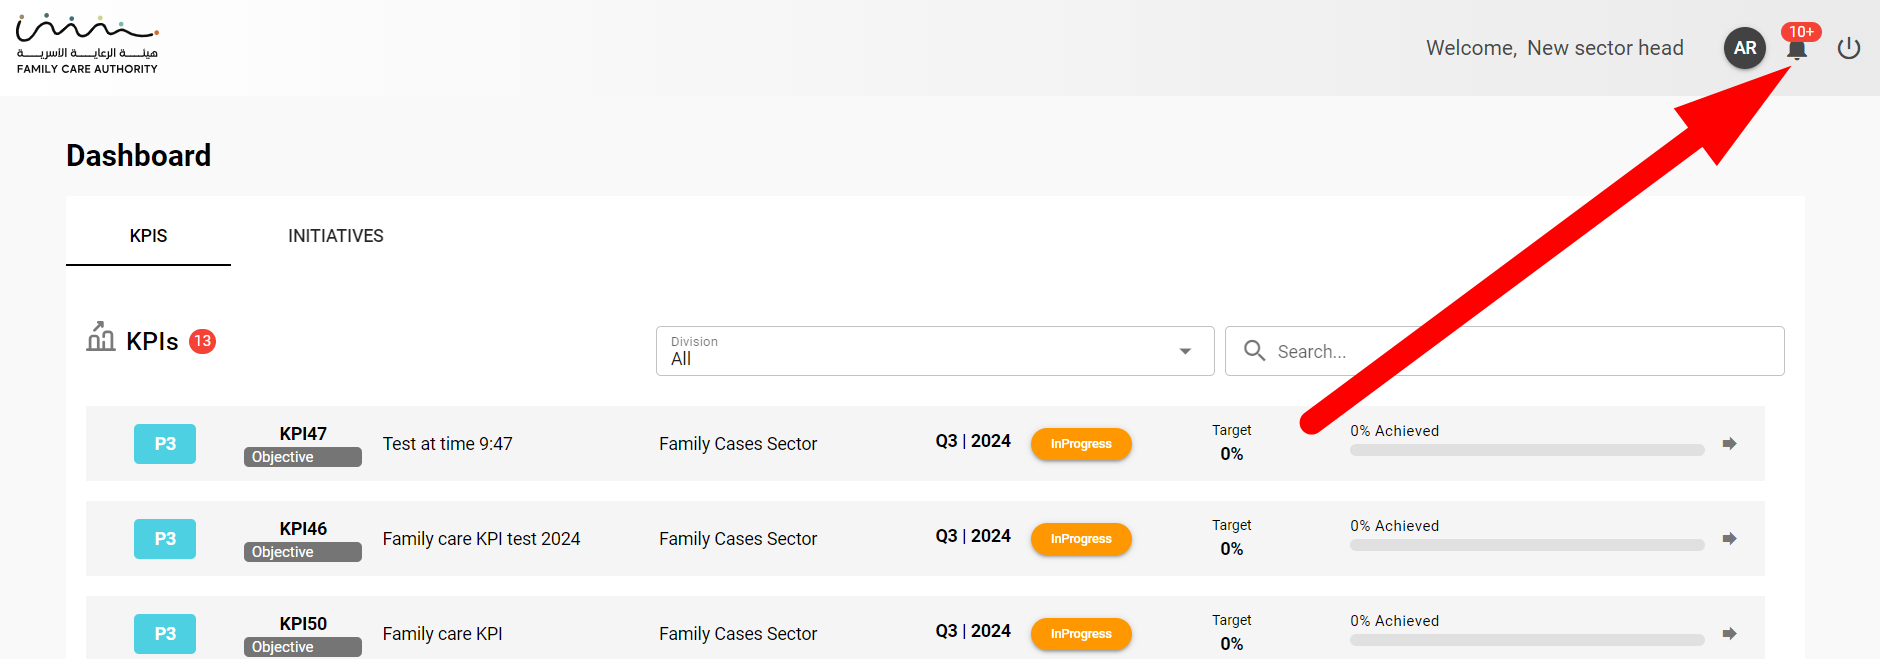 هيئة الرعاية الأسرية
FAMILY CARE AUTHORITY
Welcome, New sector head
AR
10+
Dashboard
KPIS
INITIATIVES
KPIs 13
Division
All
Search...
P3
KPI47
Objective
Test at time 9:47
Family Cases Sector
Q3 | 2024
InProgress
Target
0%
0% Achieved
P3
KPI46
Objective
Family care KPI test 2024
Family Cases Sector
Q3 | 2024
InProgress
Target
0%
0% Achieved
P3
KPI50
Objective
Family care KPI
Family Cases Sector
Q3 | 2024
InProgress
Target
0%
0% Achieved